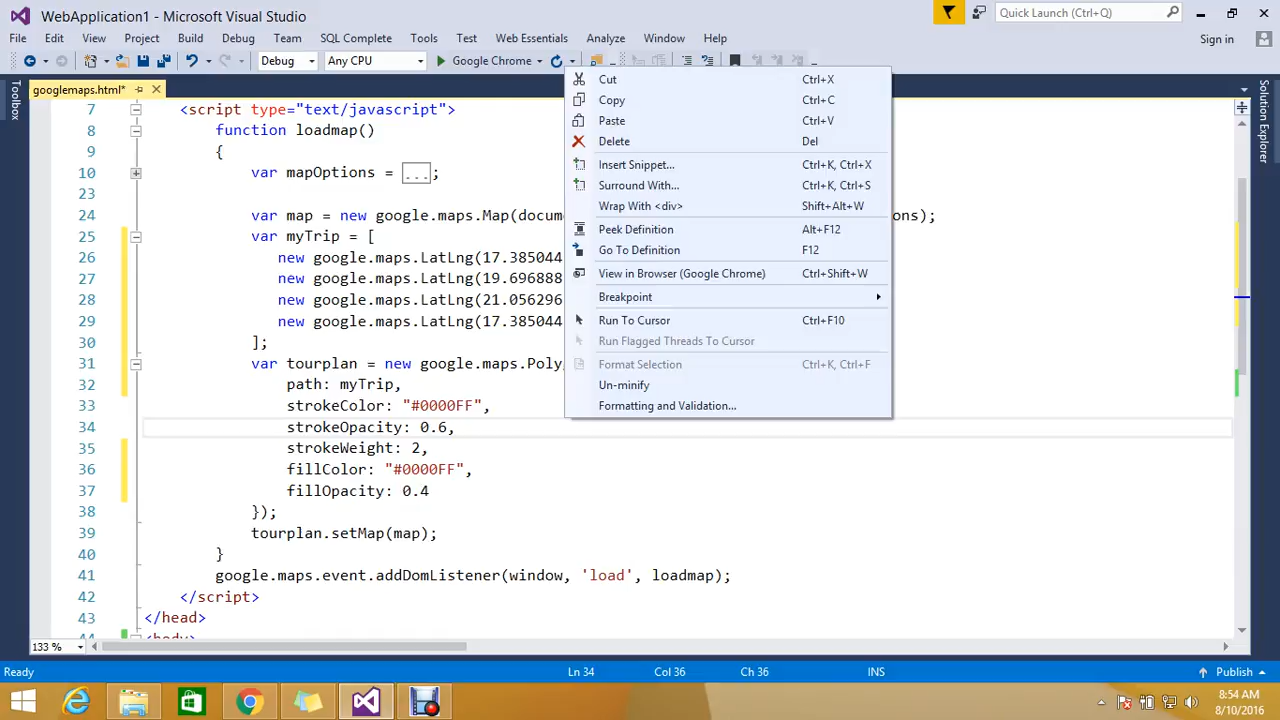 WebApplication1 - Microsoft Visual Studio
Quick Launch (Ctrl+Q)
File Edit View Project Build Debug Team SQL Complete Tools Test Web Essentials Analyze Window Help
Sign in
Debug Any CPU Google Chrome
googlemaps.html*
Toolbox
Solution Explorer
7 <script type="text/javascript">
8 function loadmap()
9 {
10 var mapOptions = ...;
23
24 var map = new google.maps.Map(docum ons);
25 var myTrip = [
26 new google.maps.LatLng(17.385044
27 new google.maps.LatLng(19.696888
28 new google.maps.LatLng(21.056296
29 new google.maps.LatLng(17.385044
30 ];
31 var tourplan = new google.maps.Poly
32 path: myTrip,
33 strokeColor: "#0000FF",
34 strokeOpacity: 0.6,
35 strokeWeight: 2,
36 fillColor: "#0000FF",
37 fillOpacity: 0.4
38 });
39 tourplan.setMap(map);
40 }
41 google.maps.event.addDomListener(window, 'load', loadmap);
42 </script>
43 </head>
44 <body>
Cut Ctrl+X
Copy Ctrl+C
Paste Ctrl+V
Delete Del
Insert Snippet... Ctrl+K, Ctrl+X
Surround With... Ctrl+K, Ctrl+S
Wrap With <div> Shift+Alt+W
Peek Definition Alt+F12
Go To Definition F12
View in Browser (Google Chrome) Ctrl+Shift+W
Breakpoint
Run To Cursor Ctrl+F10
Run Flagged Threads To Cursor
Format Selection Ctrl+K, Ctrl+F
Un-minify
Formatting and Validation...
133 %
Ready Ln 34 Col 36 Ch 36 INS Publish
8:54 AM
8/10/2016